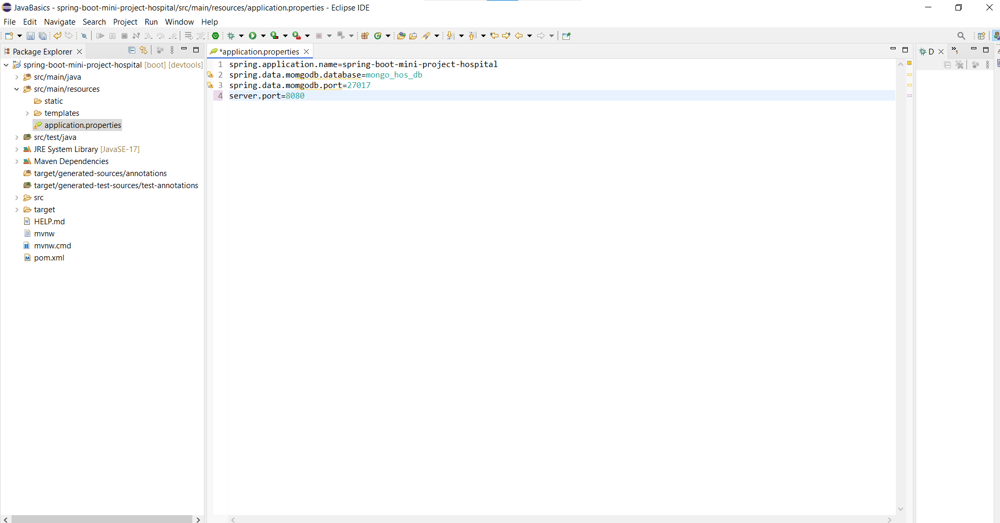 JavaBasics - spring-boot-mini-project-hospital/src/main/resources/application.properties - Eclipse IDE
File Edit Navigate Search Project Run Window Help
Package Explorer
spring-boot-mini-project-hospital [boot] [devtools]
src/main/java
src/main/resources
static
templates
application.properties
src/test/java
JRE System Library [JavaSE-17]
Maven Dependencies
target/generated-sources/annotations
target/generated-test-sources/test-annotations
src
target
HELP.md
mvnw
mvnw.cmd
pom.xml
*application.properties
1 spring.application.name=spring-boot-mini-project-hospital
2 spring.data.momgodb.database=mongo_hos_db
3 spring.data.momgodb.port=27017
4 server.port=8080
D
»1